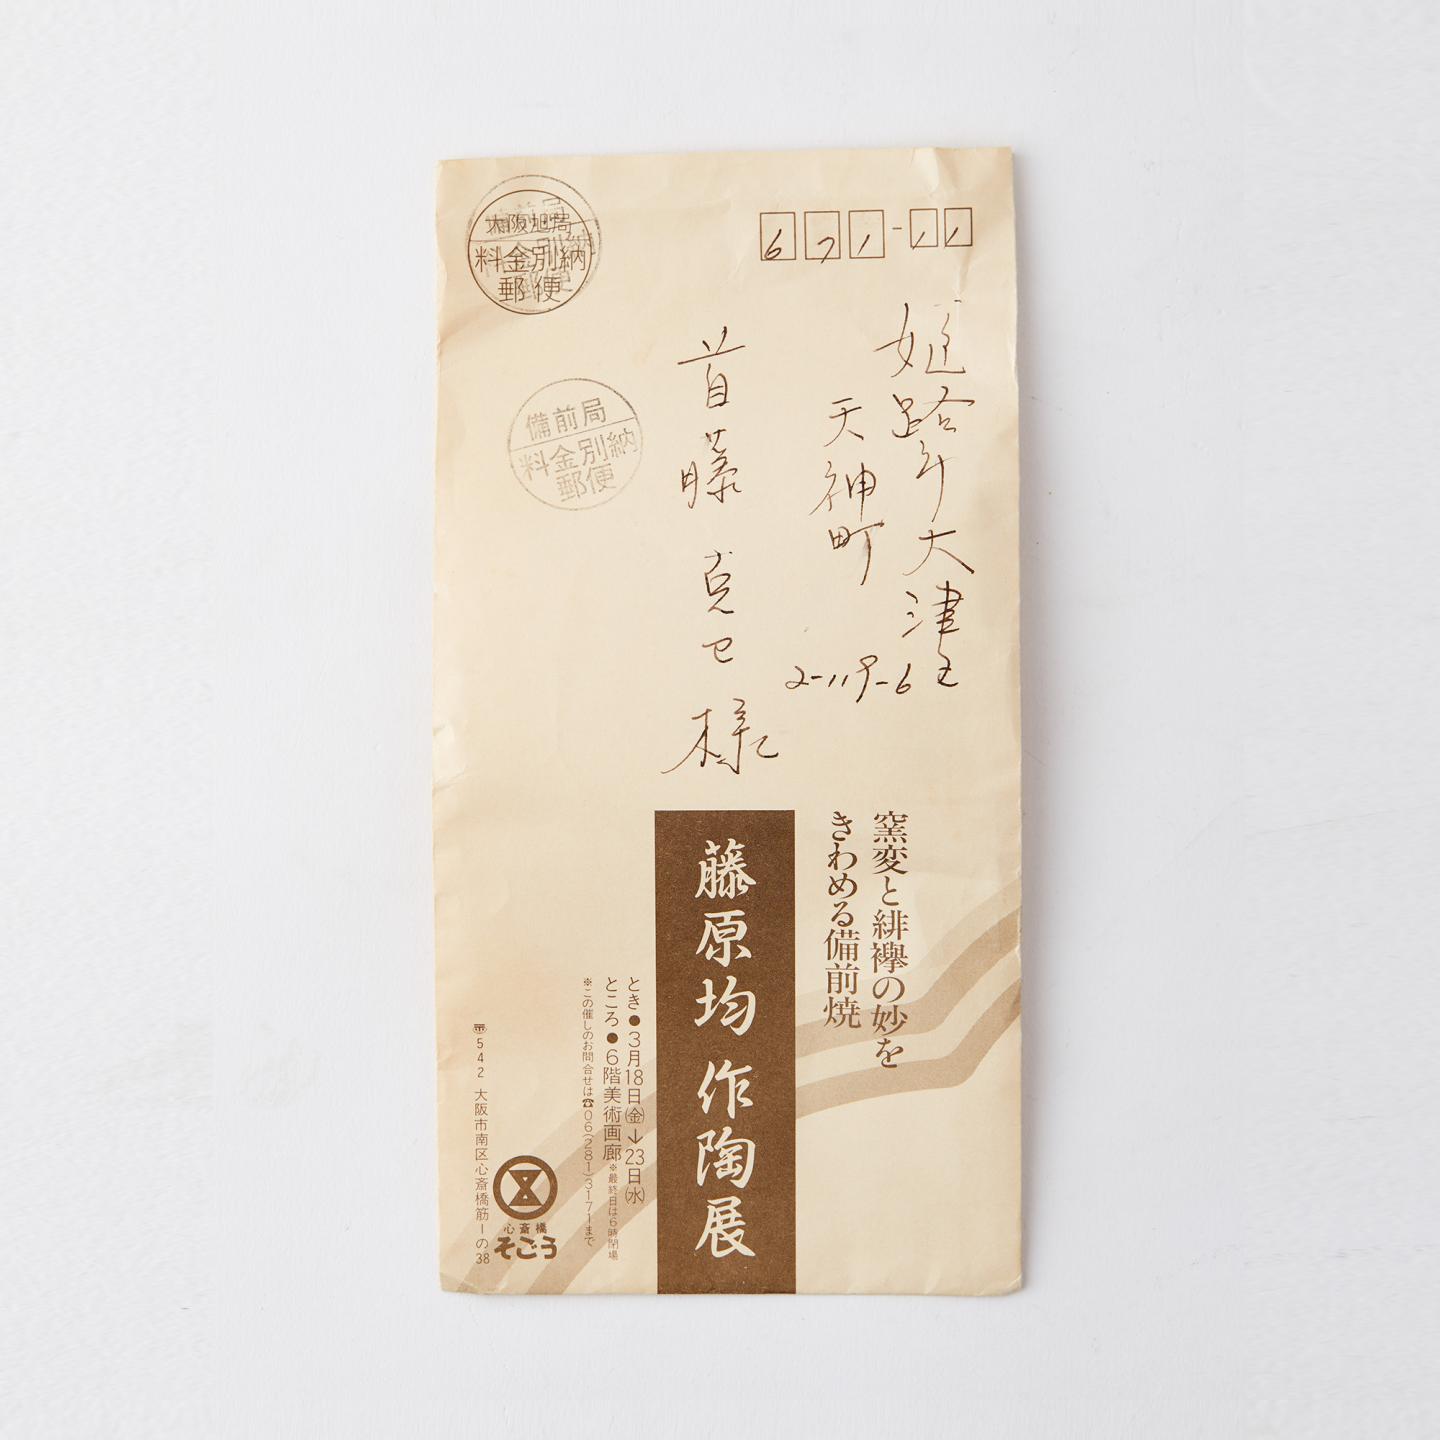 671-11
姫路市大津区
天神町
2-119-6
首藤 克巳 様
大阪旭局
料金別納
郵便
備前局
料金別納
郵便
窯変と緋襷の妙を
きわめる備前焼
藤原均 作陶展
とき●3月18日㈮→23日㈬
ところ●6階美術画廊※最終日は6時閉場
※この催しのお問合せは☎06(281)3171まで
心斎橋
そごう
〠542 大阪市南区心斎橋筋1の38